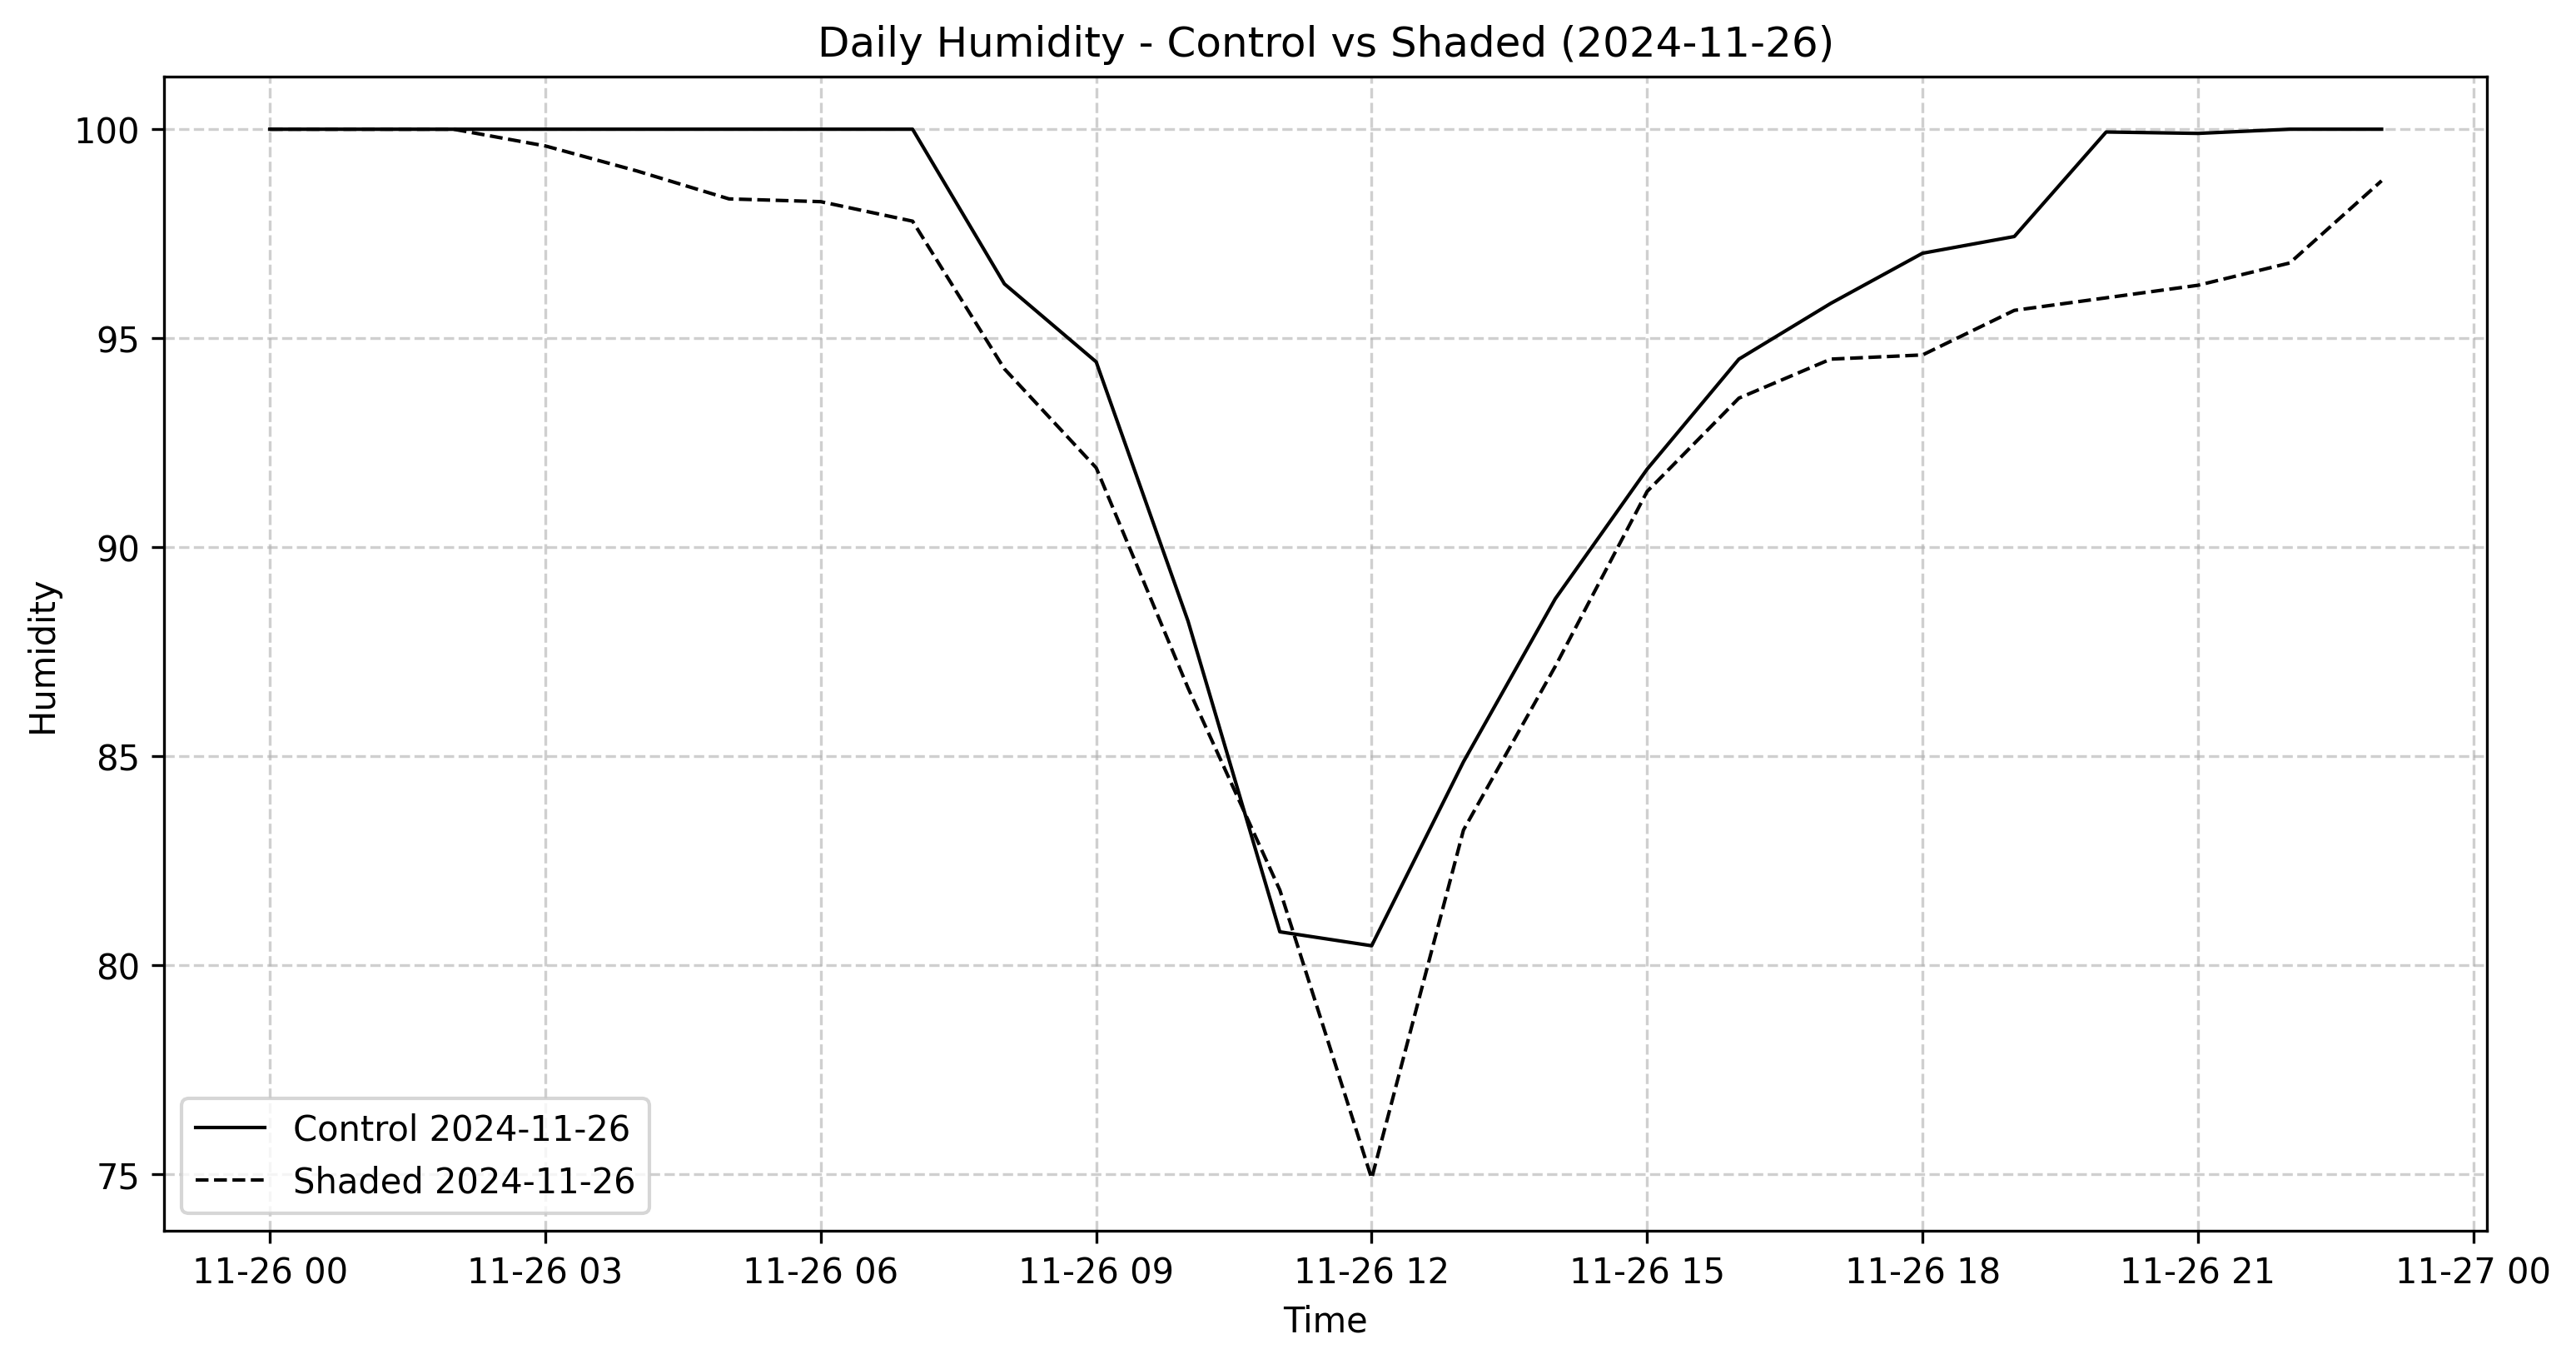 Daily Humidity - Control vs Shaded (2024-11-26)
Humidity
100
95
90
85
80
75
Control 2024-11-26
Shaded 2024-11-26
11-26 00 11-26 03 11-26 06 11-26 09 11-26 12 11-26 15 11-26 18 11-26 21 11-27 00
Time